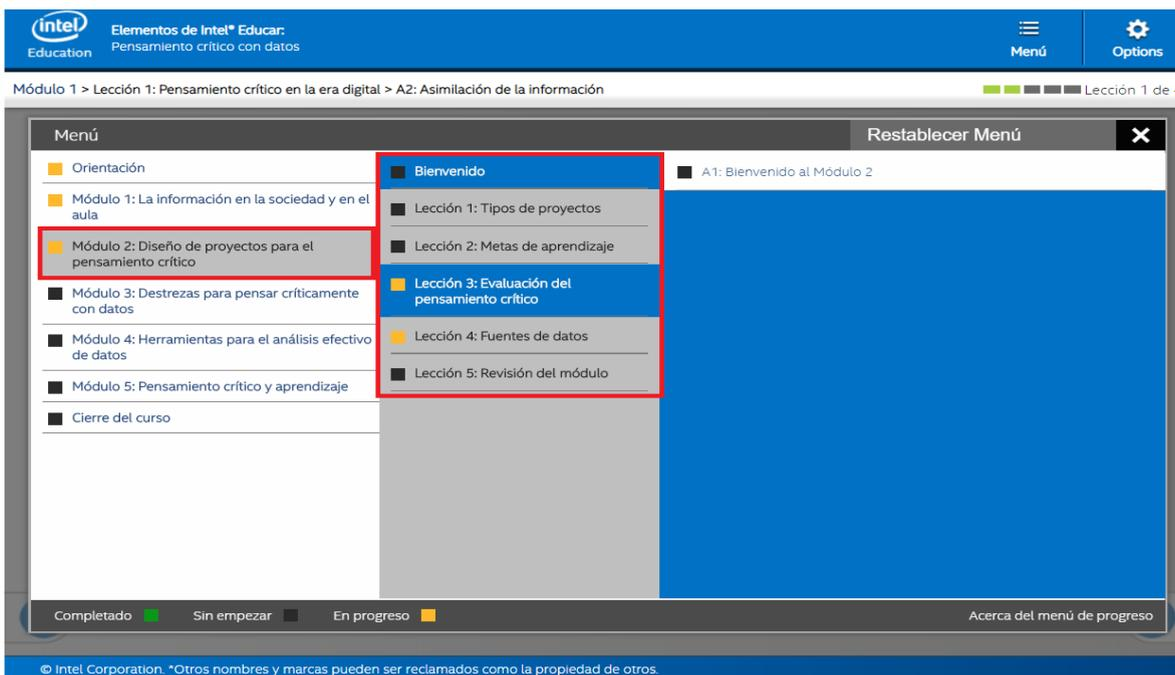 intel
Education
Elementos de Intel® Educar:
Pensamiento crítico con datos
Menú
Options
Módulo 1 > Lección 1: Pensamiento crítico en la era digital > A2: Asimilación de la información
Lección 1 de
Menú
Restablecer Menú
Orientación
Módulo 1: La información en la sociedad y en el
aula
Módulo 2: Diseño de proyectos para el
pensamiento crítico
Módulo 3: Destrezas para pensar críticamente
con datos
Módulo 4: Herramientas para el análisis efectivo
de datos
Módulo 5: Pensamiento crítico y aprendizaje
Cierre del curso
Bienvenido
Lección 1: Tipos de proyectos
Lección 2: Metas de aprendizaje
Lección 3: Evaluación del
pensamiento crítico
Lección 4: Fuentes de datos
Lección 5: Revisión del módulo
A1: Bienvenido al Módulo 2
Completado
Sin empezar
En progreso
Acerca del menú de progreso
© Intel Corporation. *Otros nombres y marcas pueden ser reclamados como la propiedad de otros.